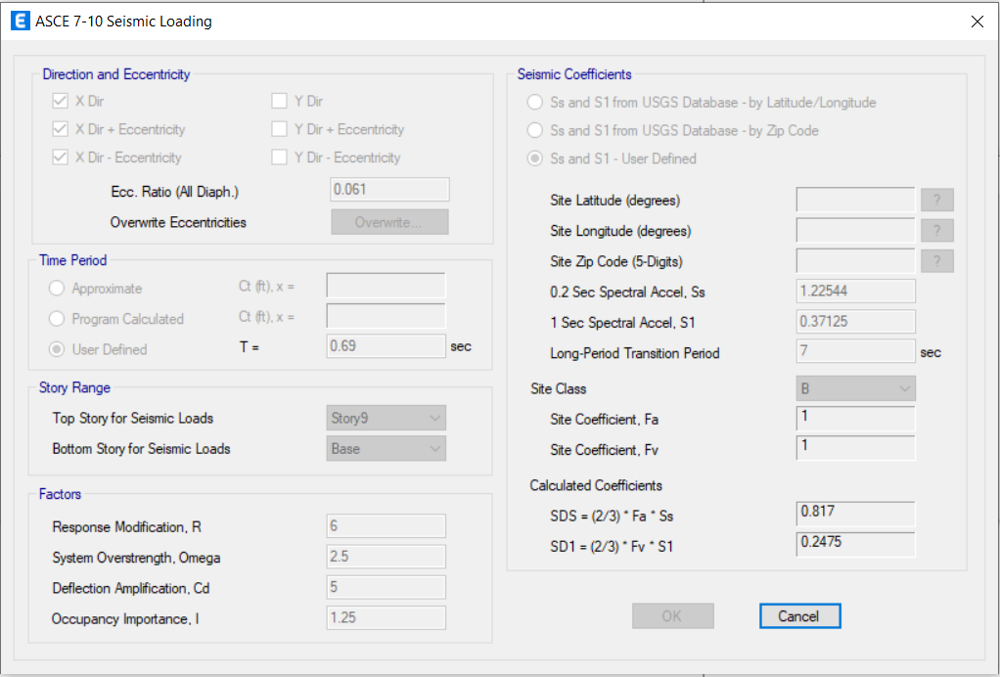 E ASCE 7-10 Seismic Loading
Direction and Eccentricity
X Dir
Y Dir
X Dir + Eccentricity
Y Dir + Eccentricity
X Dir - Eccentricity
Y Dir - Eccentricity
Ecc. Ratio (All Diaph.)
0.061
Overwrite Eccentricities
Overwrite...
Time Period
Approximate
Ct (ft), x =
Program Calculated
Ct (ft), x =
User Defined
T =
0.69
sec
Story Range
Top Story for Seismic Loads
Story9
Bottom Story for Seismic Loads
Base
Factors
Response Modification, R
6
System Overstrength, Omega
2.5
Deflection Amplification, Cd
5
Occupancy Importance, I
1.25
Seismic Coefficients
Ss and S1 from USGS Database - by Latitude/Longitude
Ss and S1 from USGS Database - by Zip Code
Ss and S1 - User Defined
Site Latitude (degrees)
?
Site Longitude (degrees)
?
Site Zip Code (5-Digits)
?
0.2 Sec Spectral Accel, Ss
1.22544
1 Sec Spectral Accel, S1
0.37125
Long-Period Transition Period
7
sec
Site Class
B
Site Coefficient, Fa
1
Site Coefficient, Fv
1
Calculated Coefficients
SDS = (2/3) * Fa * Ss
0.817
SD1 = (2/3) * Fv * S1
0.2475
OK
Cancel